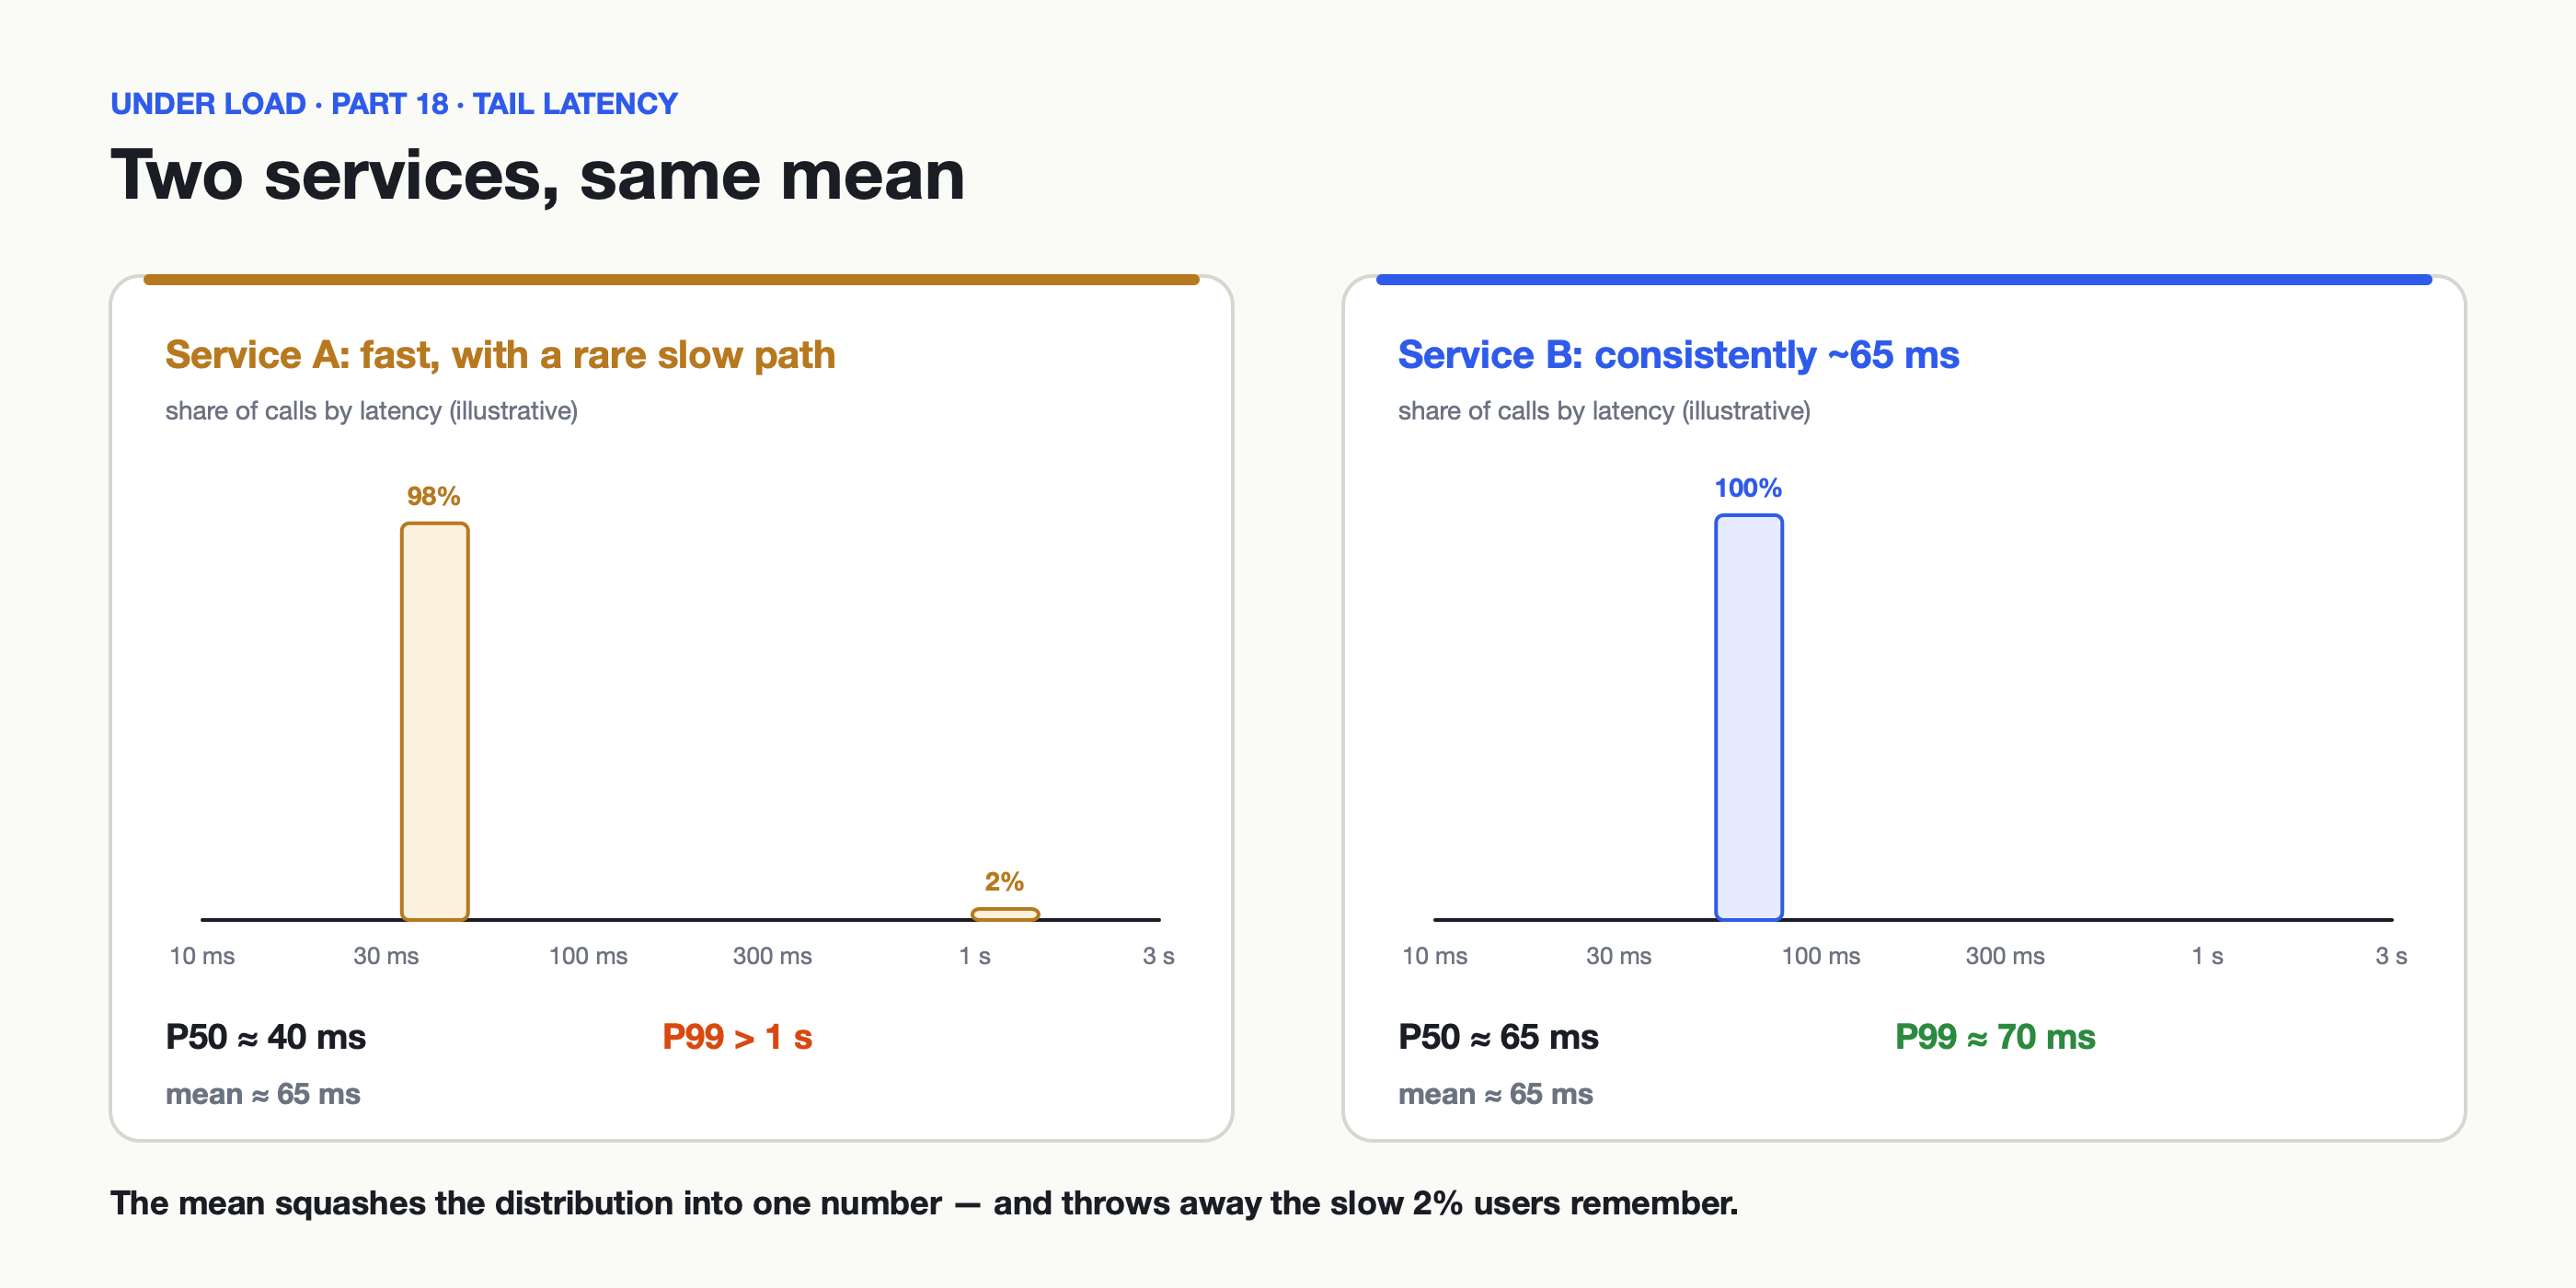 UNDER LOAD · PART 18 · TAIL LATENCY
Two services, same mean
Service A: fast, with a rare slow path
share of calls by latency (illustrative)
98%
2%
10 ms 30 ms 100 ms 300 ms 1 s 3 s
P50 ≈ 40 ms P99 > 1 s
mean ≈ 65 ms
Service B: consistently ~65 ms
share of calls by latency (illustrative)
100%
10 ms 30 ms 100 ms 300 ms 1 s 3 s
P50 ≈ 65 ms P99 ≈ 70 ms
mean ≈ 65 ms
The mean squashes the distribution into one number — and throws away the slow 2% users remember.